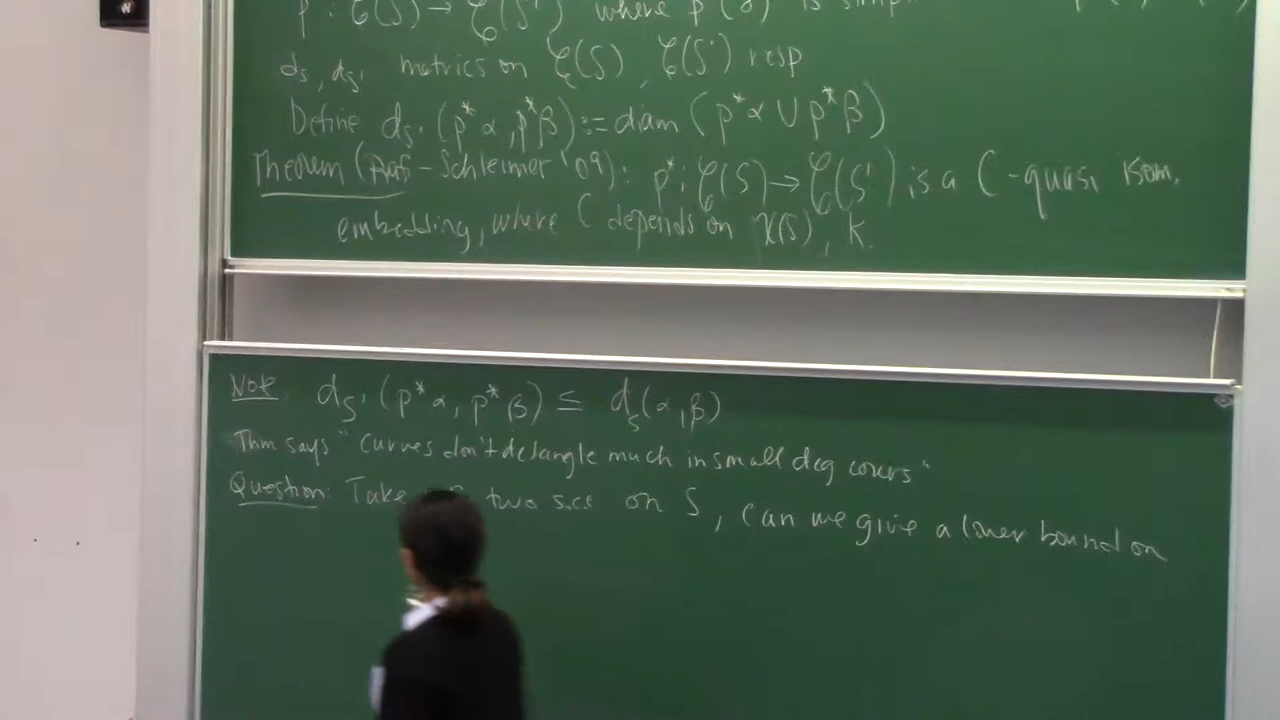 p : C(S) → C(S') where p*(γ) is
d_S, d_S' metrics on C(S), C(S') resp
Define d_S' (p*α, p*β) := diam (p*α ∪ p*β)
Theorem (Rafi-Schleimer '09): p*: C(S) → C(S') is a C-quasi isom.
embedding, where C depends on χ(S), k.
Note d_S' (p*α, p*β) ≤ d_S(α, β)
Thm says "curves don't detangle much in small deg covers"
Question: Take two s.c.c on S, can we give a lower bound on